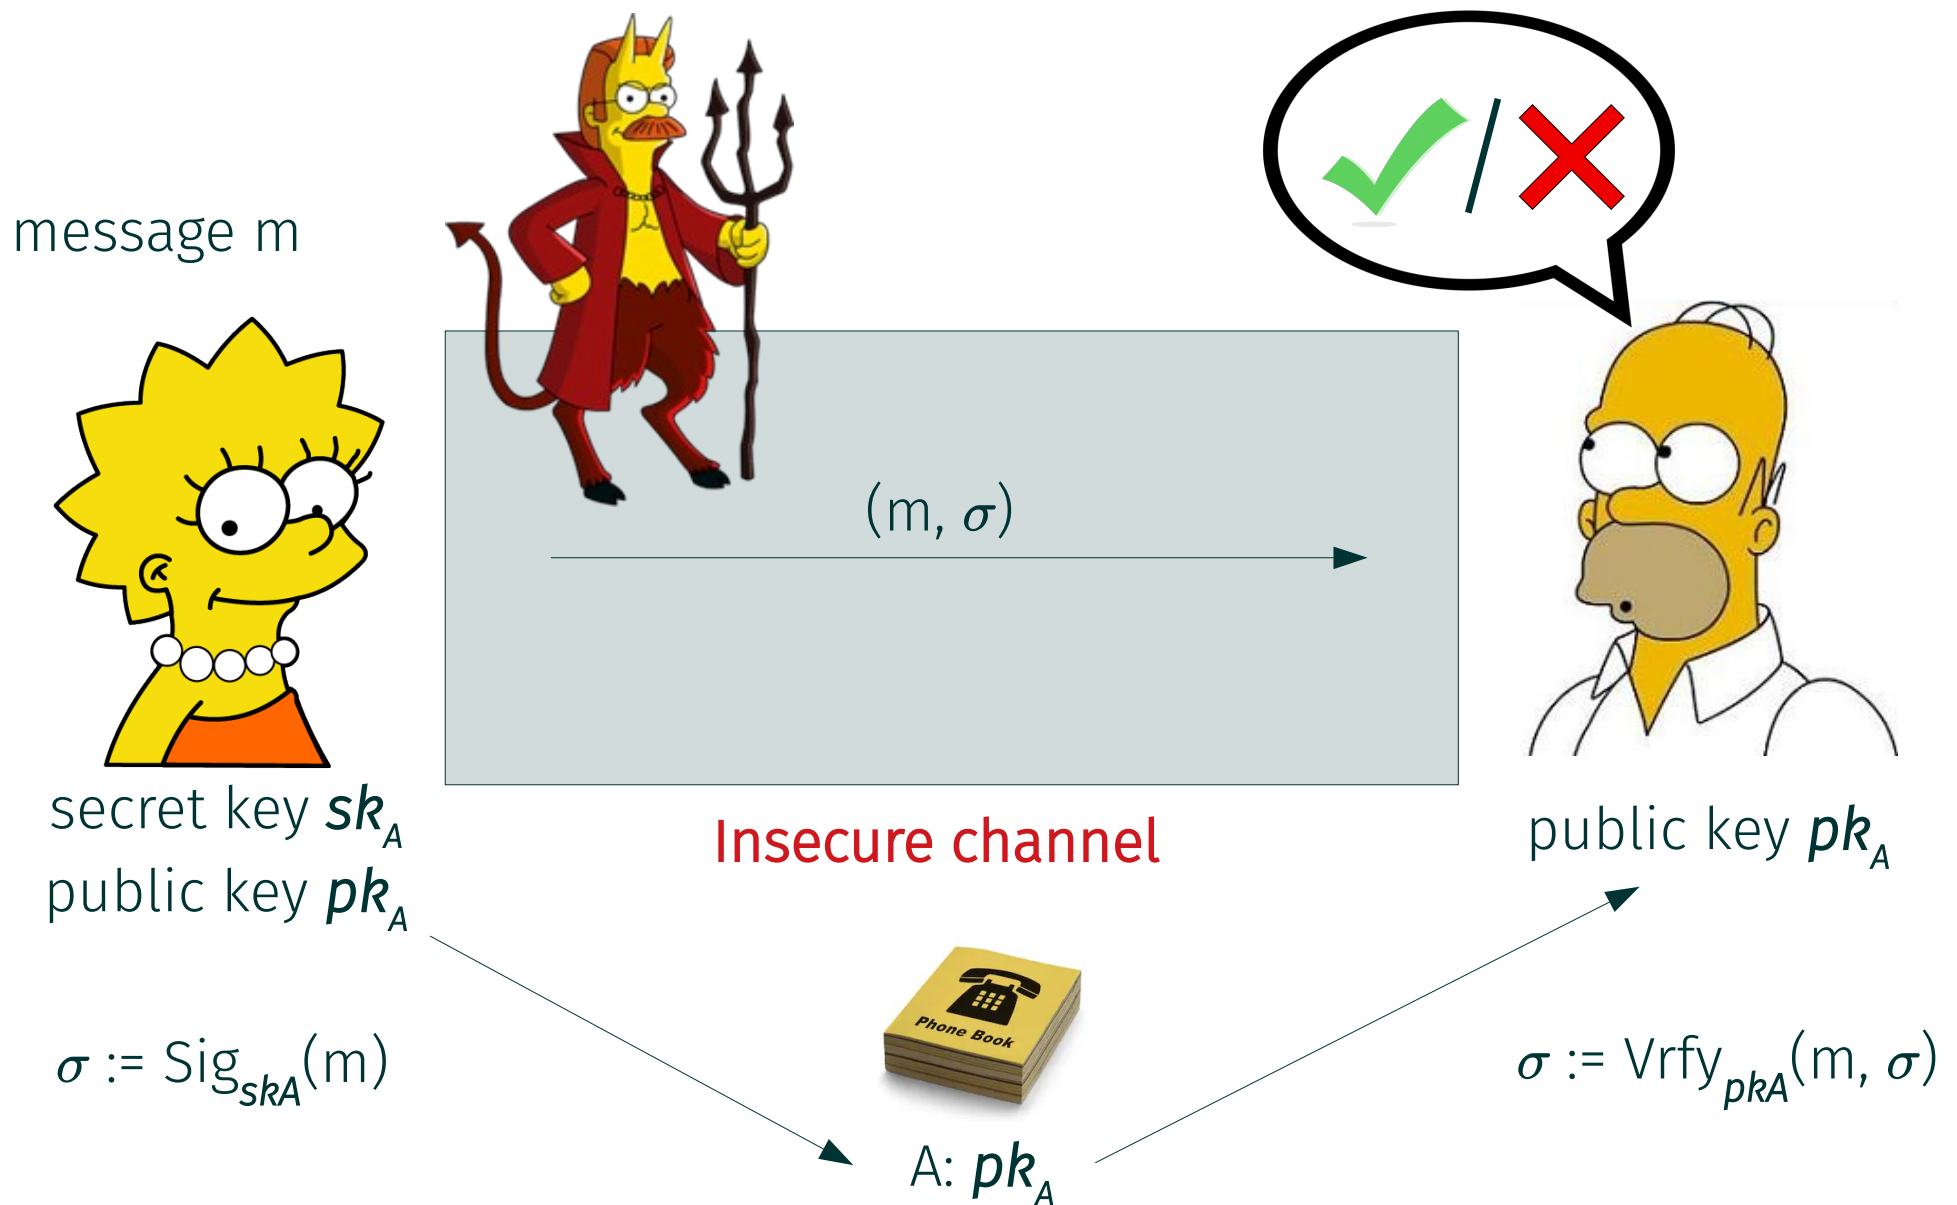 message m
(m, σ)
secret key sk_A
public key pk_A
Insecure channel
public key pk_A
Phone Book
σ := Sig_skA(m)
σ := Vrfy_pkA(m, σ)
A: pk_A